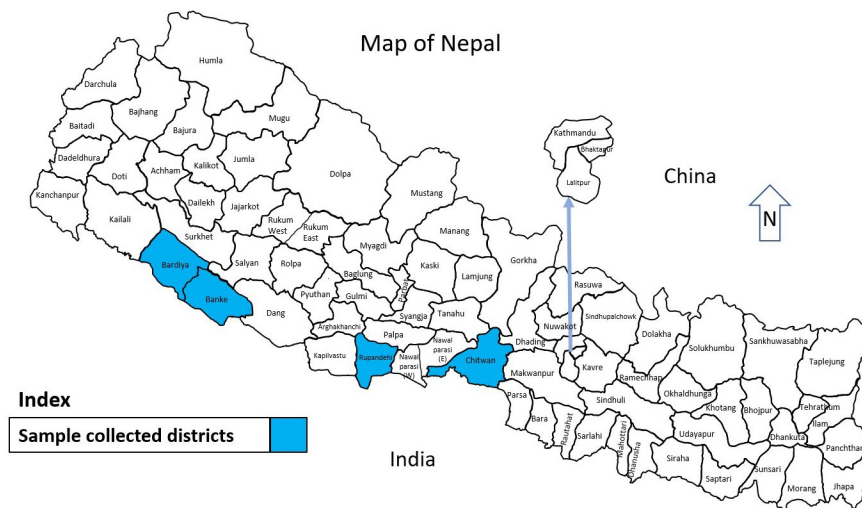 Map of Nepal
Humla
Darchula
Bajhang
Mugu
Bajura
Baitadi
Kathmandu
Bhaktapur
Dadeldhura
Jumla
Kalikot
Achham
Doti
Dolpa
Lalitpur
China
Kanchanpur
Mustang
Dailekh
Jajarkot
Kailali
N
Rukum
West
Rukum
East
Surkhet
Manang
Myagdi
Gorkha
Bardiya
Salyan
Rolpa
Kaski
Baglung
Lamjung
Rasuwa
Parbat
Banke
Pyuthan
Gulmi
Dang
Syangja
Tanahu
Nuwakot
Sindhupalchowk
Dolakha
Arghakhanchi
Palpa
Dhading
Solukhumbu
Sankhuwasabha
Taplejung
Kapilvastu
Rupandehi
Nawal
parasi
(W)
Nawal
parasi
(E)
Chitwan
Makwanpur
Kavre
Ramechhap
Okhaldhunga
Khotang
Bhojpur
Tehrathum
Parsa
Bara
Rautahat
Sarlahi
Sindhuli
Mahottari
Dhanusha
Udayapur
Dhankuta
Ilam
Panchthar
Siraha
Saptari
Sunsari
Morang
Jhapa
Index
Sample collected districts
India